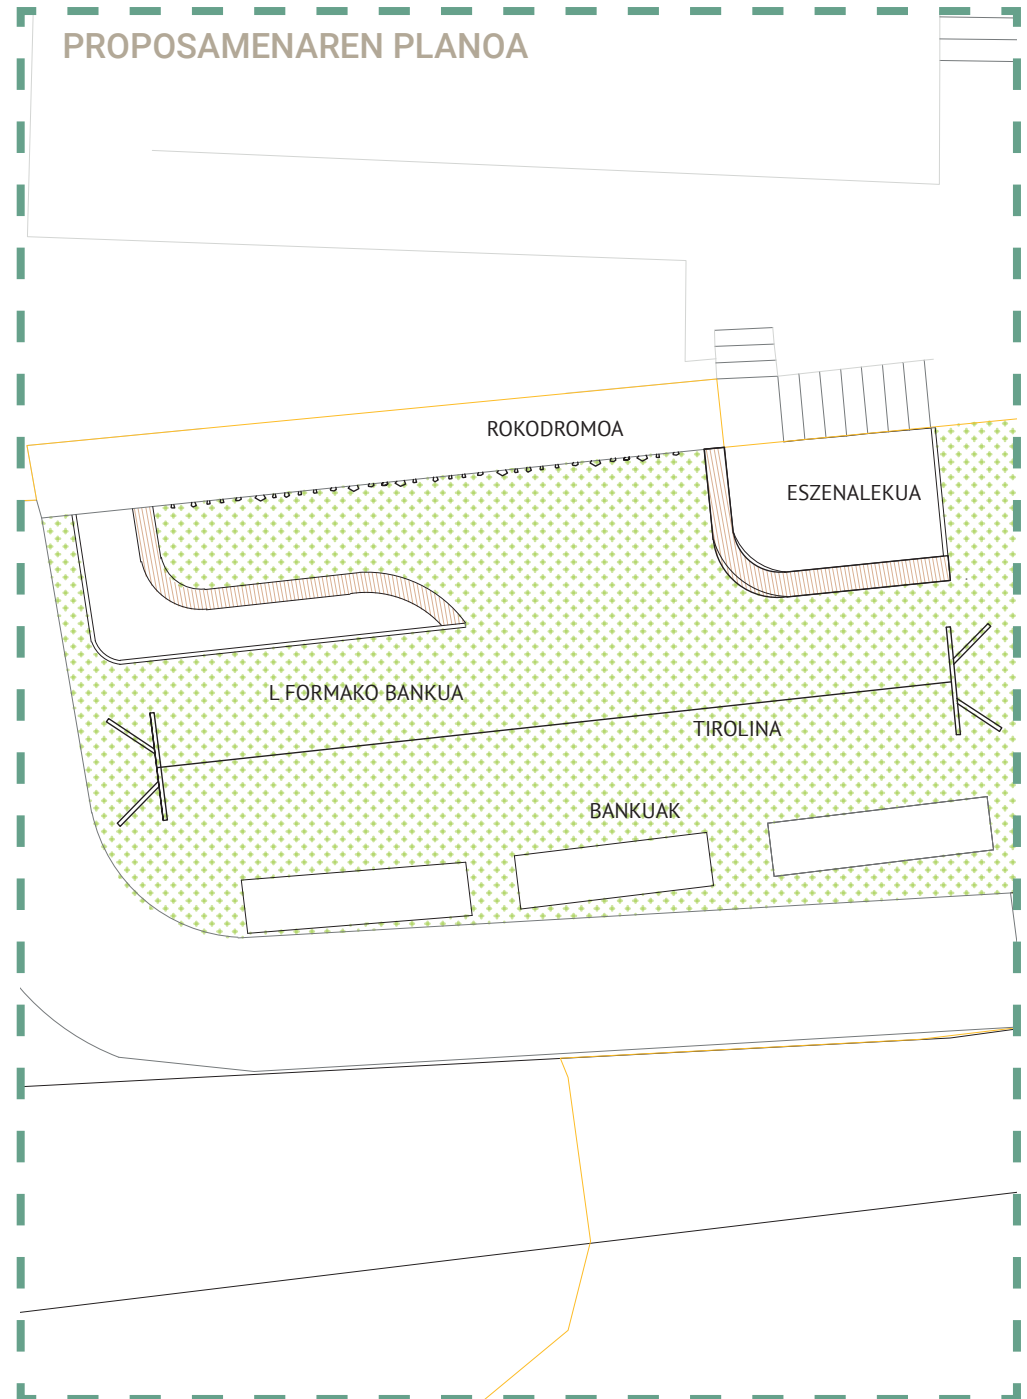 PROPOSAMENAREN PLANOA
ROKODROMOA
ESZENALEKUA
L FORMAKO BANKUA
TIROLINA
BANKUAK